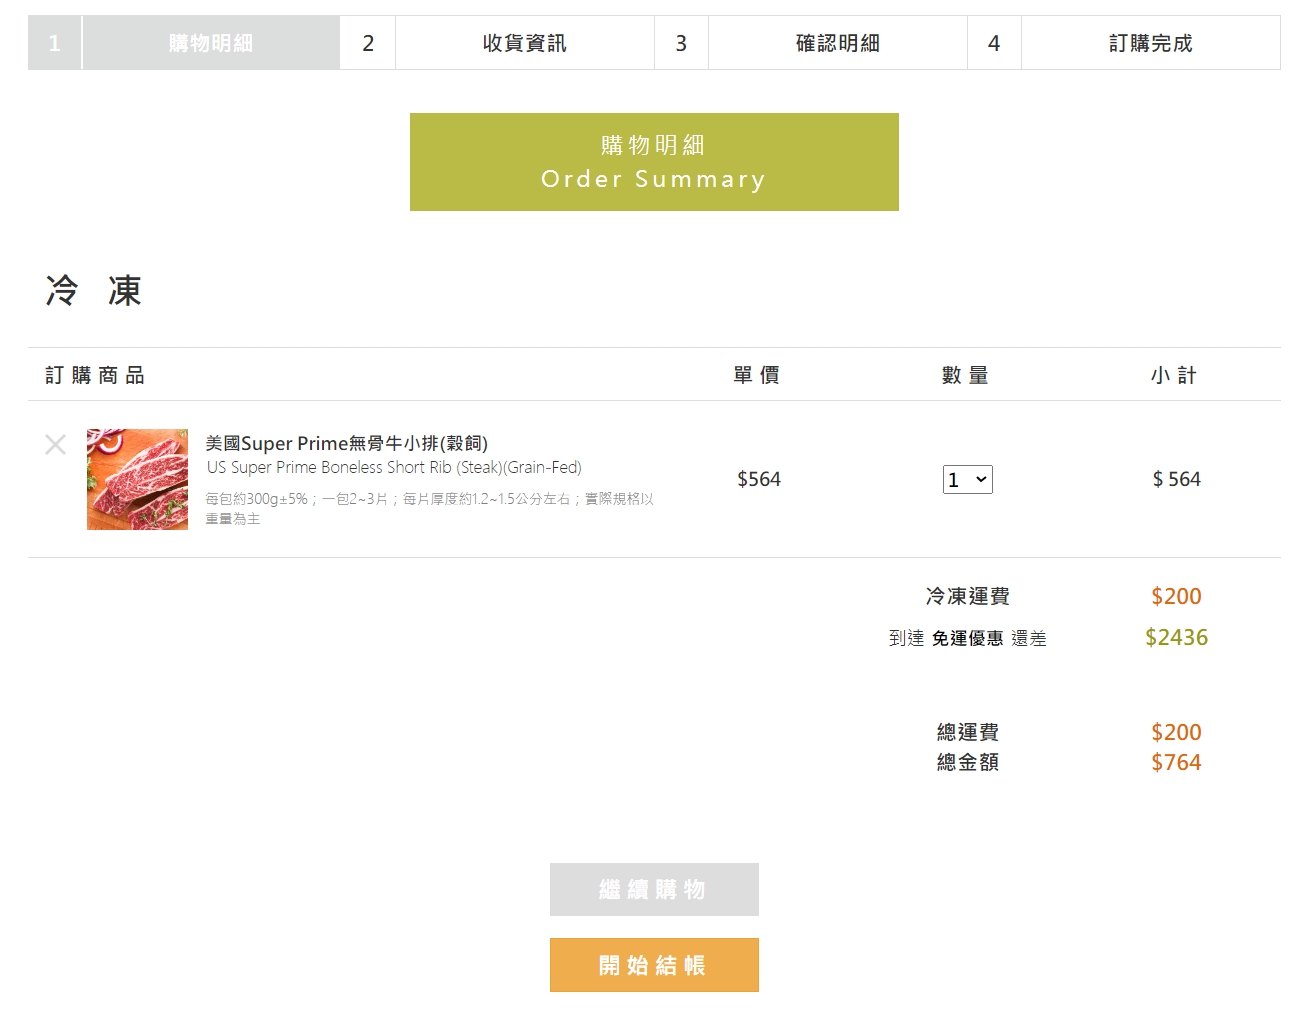 1 購物明細 2 收貨資訊 3 確認明細 4 訂購完成
購物明細
Order Summary
冷凍
訂購商品 單價 數量 小計
美國Super Prime無骨牛小排(穀飼)
US Super Prime Boneless Short Rib (Steak)(Grain-Fed)
每包約300g±5%；一包2~3片；每片厚度約1.2~1.5公分左右；實際規格以
重量為主
$564 1 $ 564
冷凍運費 $200
到達 免運優惠 還差 $2436
總運費 $200
總金額 $764
繼續購物
開始結帳